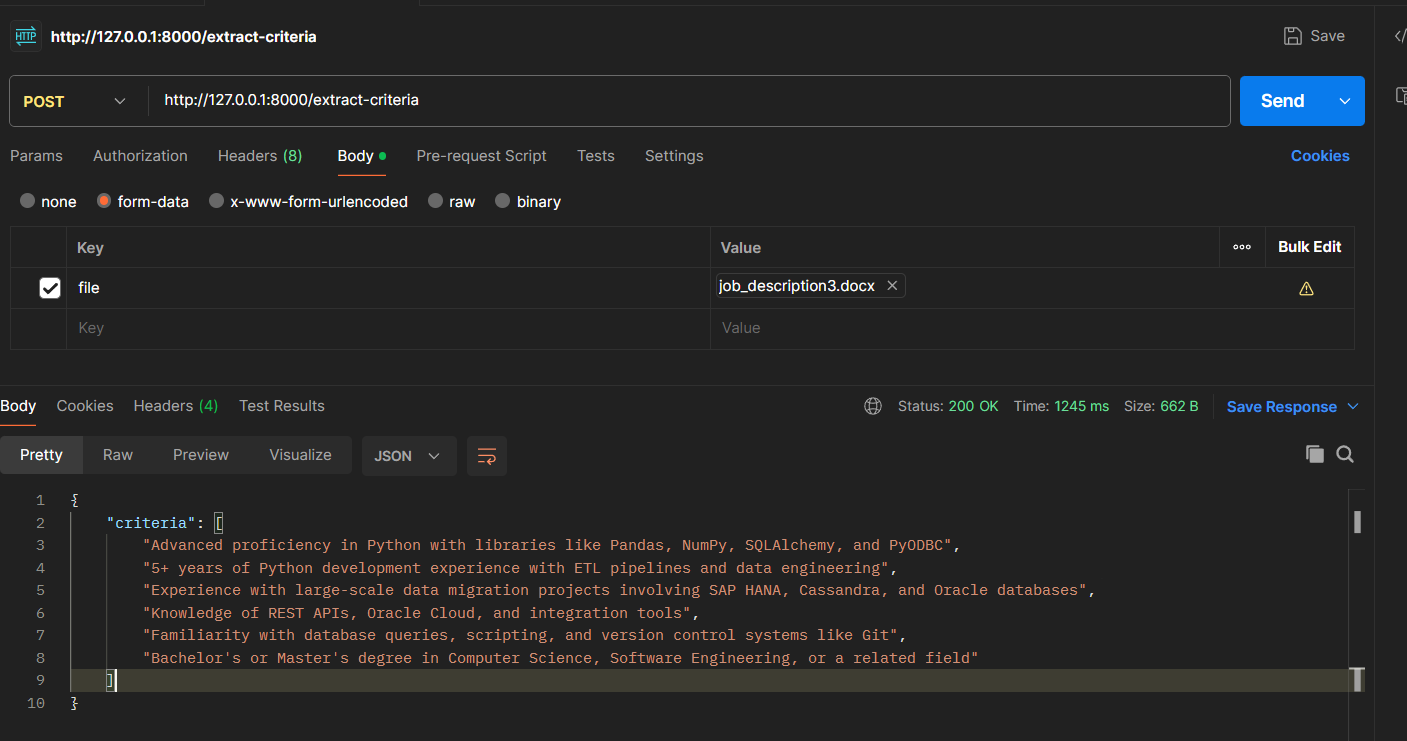 HTTP http://127.0.0.1:8000/extract-criteria Save
POST http://127.0.0.1:8000/extract-criteria Send
Params Authorization Headers (8) Body Pre-request Script Tests Settings Cookies
none form-data x-www-form-urlencoded raw binary
Key Value Bulk Edit
file job_description3.docx
Key Value
Body Cookies Headers (4) Test Results Status: 200 OK Time: 1245 ms Size: 662 B Save Response
Pretty Raw Preview Visualize JSON
1 {
2 "criteria": [
3 "Advanced proficiency in Python with libraries like Pandas, NumPy, SQLAlchemy, and PyODBC",
4 "5+ years of Python development experience with ETL pipelines and data engineering",
5 "Experience with large-scale data migration projects involving SAP HANA, Cassandra, and Oracle databases",
6 "Knowledge of REST APIs, Oracle Cloud, and integration tools",
7 "Familiarity with database queries, scripting, and version control systems like Git",
8 "Bachelor's or Master's degree in Computer Science, Software Engineering, or a related field"
9 ]
10 }